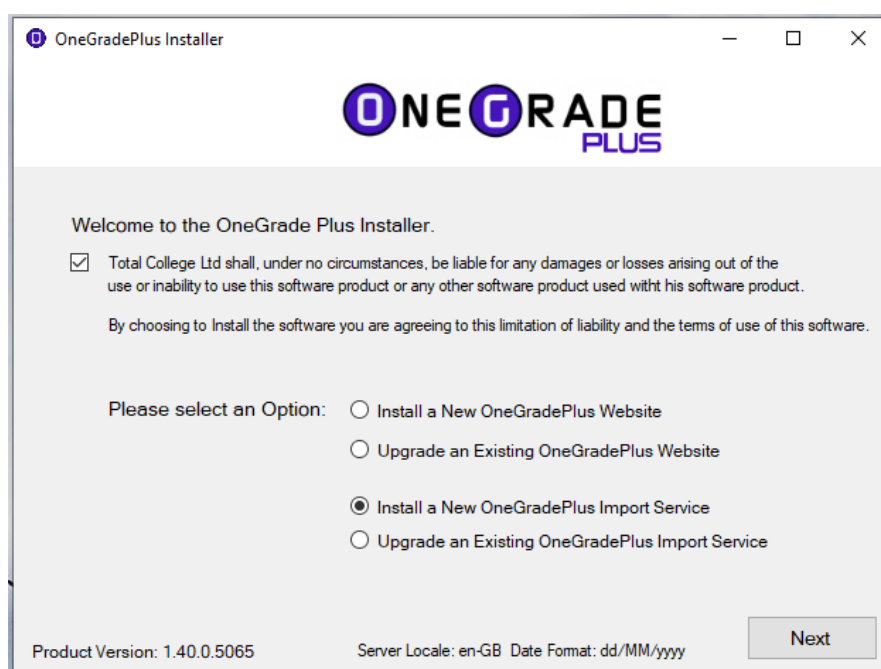 OneGradePlus Installer
ONEGRADE
PLUS
Welcome to the OneGrade Plus Installer.
Total College Ltd shall, under no circumstances, be liable for any damages or losses arising out of the
use or inability to use this software product or any other software product used witht his software product.
By choosing to Install the software you are agreeing to this limitation of liability and the terms of use of this software.
Please select an Option:
Install a New OneGradePlus Website
Upgrade an Existing OneGradePlus Website
Install a New OneGradePlus Import Service
Upgrade an Existing OneGradePlus Import Service
Next
Product Version: 1.40.0.5065
Server Locale: en-GB Date Format: dd/MM/yyyy